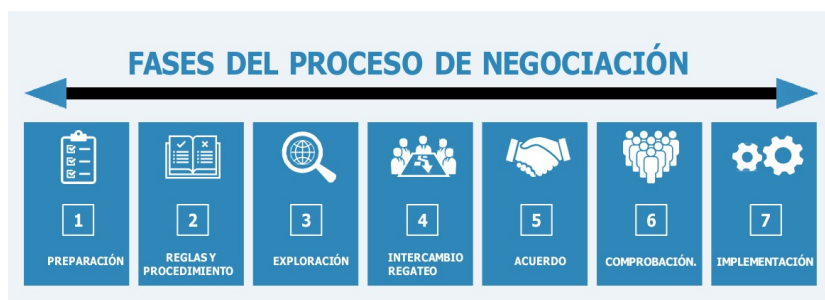 FASES DEL PROCESO DE NEGOCIACIÓN
1
PREPARACIÓN
2
REGLAS Y
PROCEDIMIENTO
3
EXPLORACIÓN
4
INTERCAMBIO
REGATEO
5
ACUERDO
6
COMPROBACIÓN.
7
IMPLEMENTACIÓN